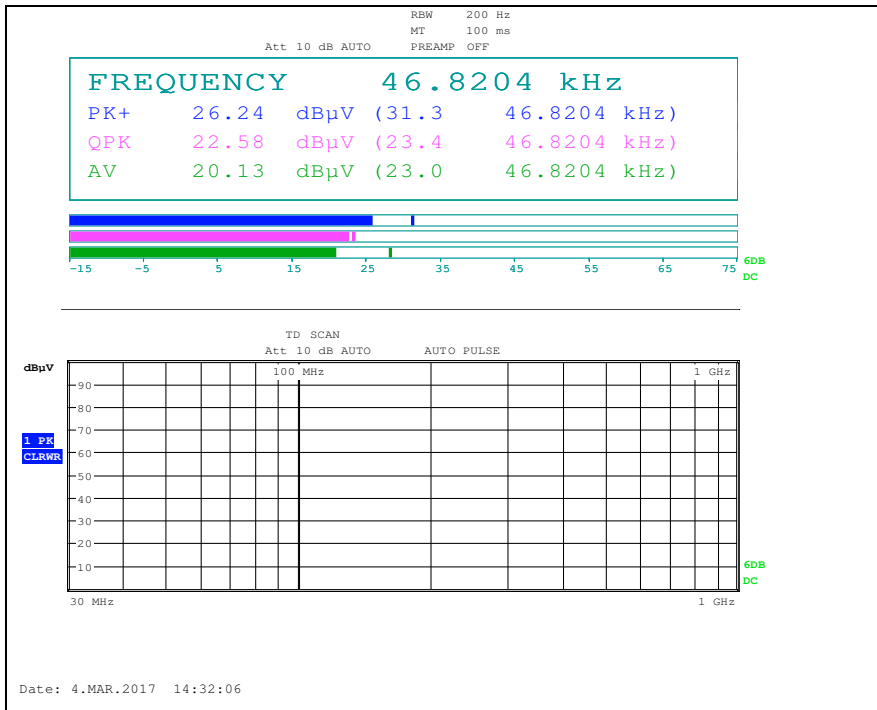 RBW 200 Hz
MT 100 ms
Att 10 dB AUTO PREAMP OFF
FREQUENCY 46.8204 kHz
PK+ 26.24 dBµV (31.3 46.8204 kHz)
QPK 22.58 dBµV (23.4 46.8204 kHz)
AV 20.13 dBµV (23.0 46.8204 kHz)
-15 -5 5 15 25 35 45 55 65 75
6DB
DC
TD SCAN
Att 10 dB AUTO AUTO PULSE
dBµV
100 MHz 1 GHz
90
80
70
1 PK
60
CLRWR
50
40
30
20
10
6DB
DC
30 MHz 1 GHz
Date: 4.MAR.2017 14:32:06